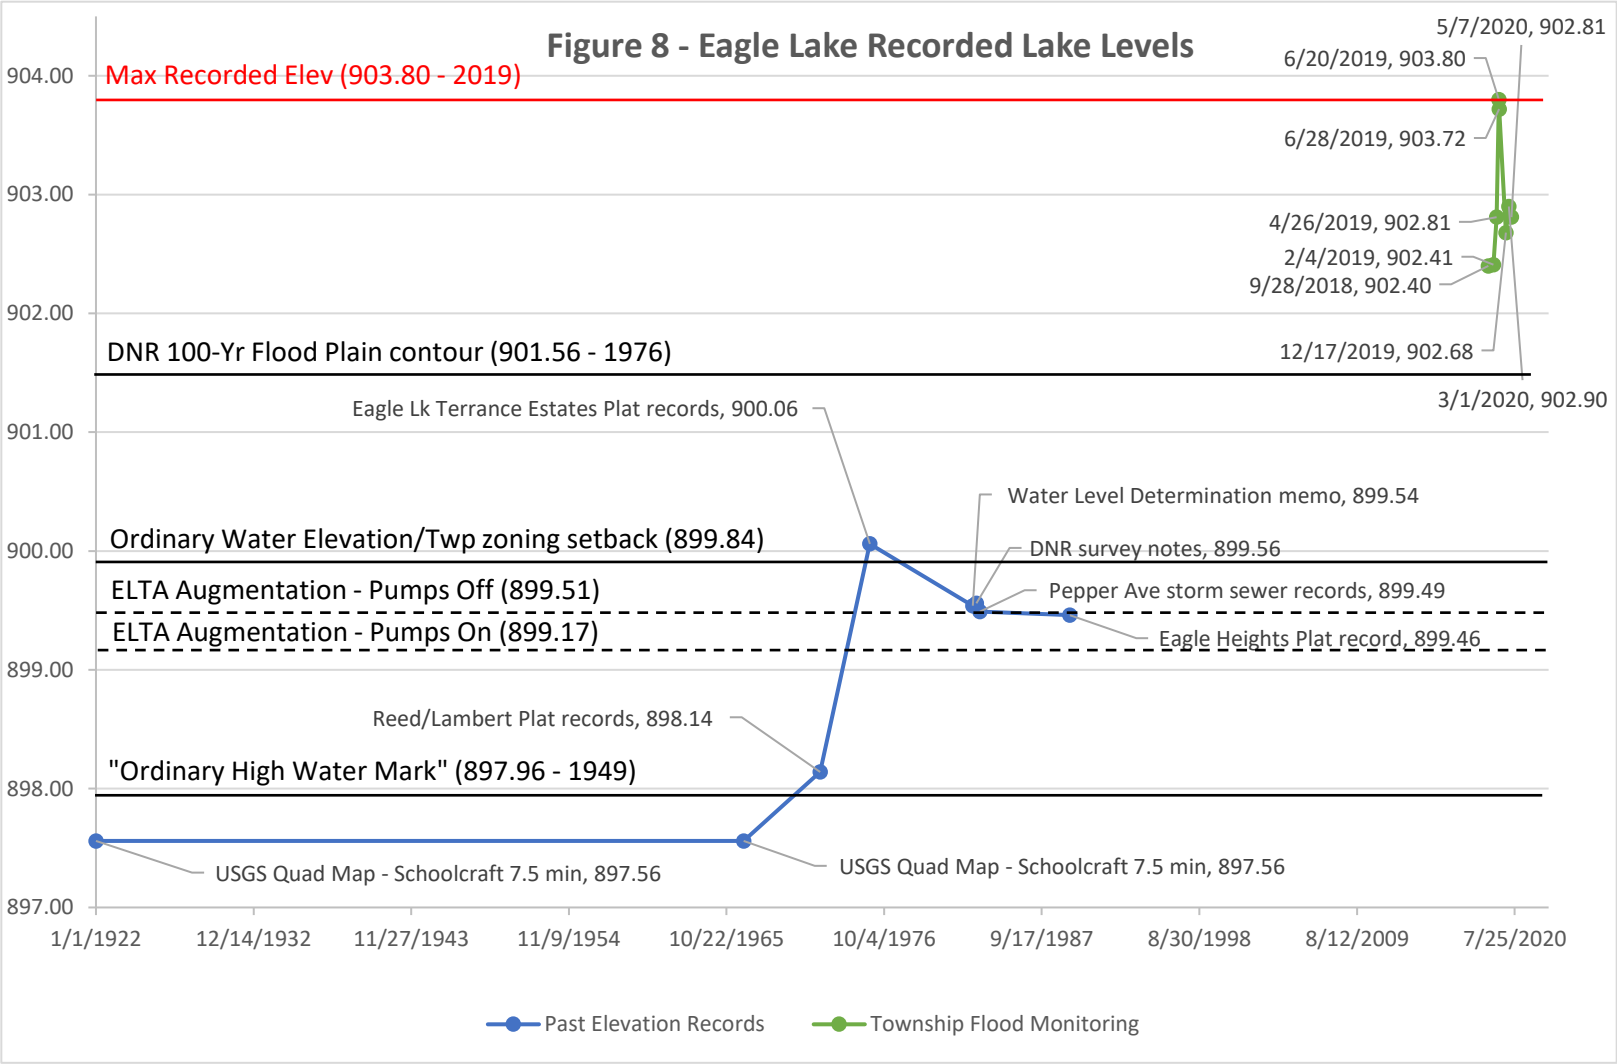 Figure 8 - Eagle Lake Recorded Lake Levels
5/7/2020, 902.81
6/20/2019, 903.80
904.00
Max Recorded Elev (903.80 - 2019)
6/28/2019, 903.72
903.00
4/26/2019, 902.81
2/4/2019, 902.41
9/28/2018, 902.40
902.00
DNR 100-Yr Flood Plain contour (901.56 - 1976)
12/17/2019, 902.68
3/1/2020, 902.90
Eagle Lk Terrance Estates Plat records, 900.06
901.00
Water Level Determination memo, 899.54
Ordinary Water Elevation/Twp zoning setback (899.84)
900.00
DNR survey notes, 899.56
ELTA Augmentation - Pumps Off (899.51)
Pepper Ave storm sewer records, 899.49
ELTA Augmentation - Pumps On (899.17)
Eagle Heights Plat record, 899.46
899.00
Reed/Lambert Plat records, 898.14
"Ordinary High Water Mark" (897.96 - 1949)
898.00
USGS Quad Map - Schoolcraft 7.5 min, 897.56
USGS Quad Map - Schoolcraft 7.5 min, 897.56
897.00
1/1/1922 12/14/1932 11/27/1943 11/9/1954 10/22/1965 10/4/1976 9/17/1987 8/30/1998 8/12/2009 7/25/2020
Past Elevation Records Township Flood Monitoring